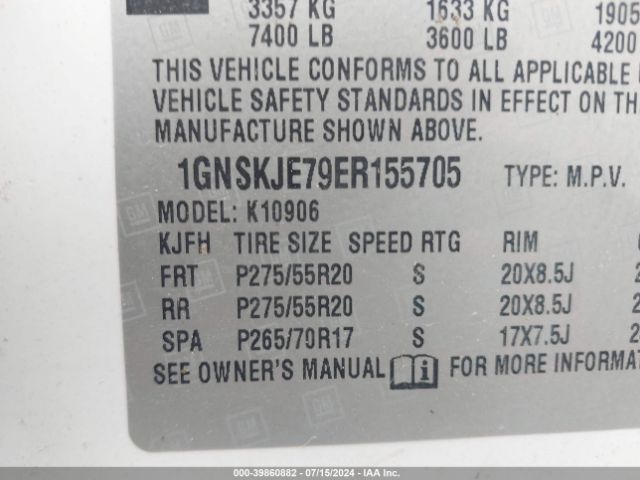 3357 KG 1633 KG 1905
7400 LB 3600 LB 4200
THIS VEHICLE CONFORMS TO ALL APPLICABLE
VEHICLE SAFETY STANDARDS IN EFFECT ON TH
MANUFACTURE SHOWN ABOVE.
1GNSKJE79ER155705 TYPE: M.P.V.
MODEL: K10906
KJFH TIRE SIZE SPEED RTG RIM
FRT P275/55R20 S 20X8.5J 2
RR P275/55R20 S 20X8.5J 2
SPA P265/70R17 S 17X7.5J 2
SEE OWNER'S MANUAL i FOR MORE INFORMAT
000-39860882 / 07/15/2024 - IAA Inc.